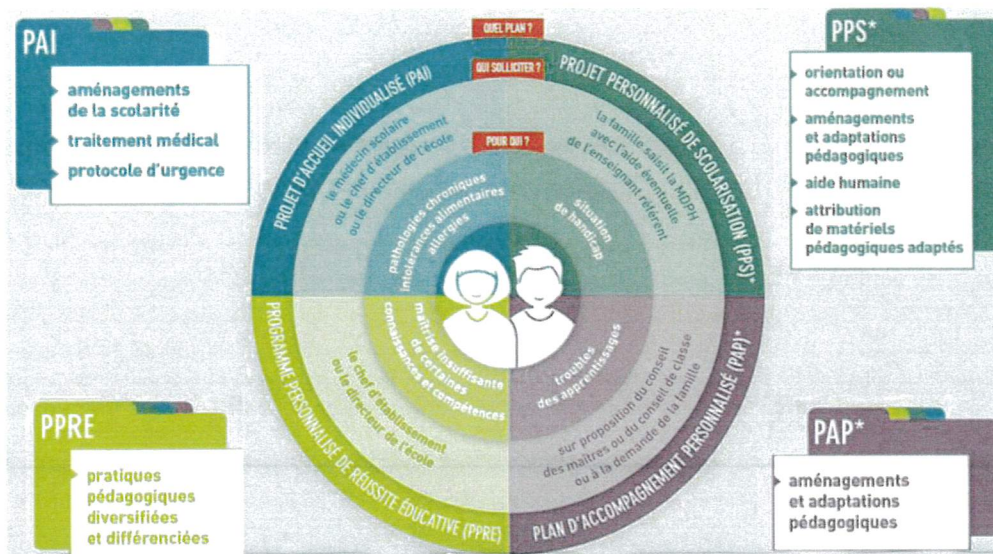 PAI
aménagements
de la scolarité
traitement médical
protocole d'urgence
QUEL PLAN ?
QUI SOLLICITER ?
POUR QUI ?
PROJET D'ACCUEIL INDIVIDUALISÉ (PAI)
le médecin scolaire
ou le chef d'établissement
ou le directeur de l'école
pathologies chroniques
intolérances alimentaires
allergies
PROJET PERSONNALISÉ DE SCOLARISATION (PPS)*
la famille saisit la MDPH
avec l'aide éventuelle
de l'enseignant référent
situation
de handicap
PPS*
orientation ou
accompagnement
aménagements
et adaptations
pédagogiques
aide humaine
attribution
de matériels
pédagogiques adaptés
PPRE
pratiques
pédagogiques
diversifiées
et différenciées
PROGRAMME PERSONNALISÉ DE RÉUSSITE ÉDUCATIVE (PPRE)
le chef d'établissement
ou le directeur de l'école
maîtrise insuffisante
de certaines
connaissances et compétences
troubles
des apprentissages
sur proposition du conseil
des maîtres ou du conseil de classe
ou à la demande de la famille
PLAN D'ACCOMPAGNEMENT PERSONNALISÉ (PAP)*
PAP*
aménagements
et adaptations
pédagogiques